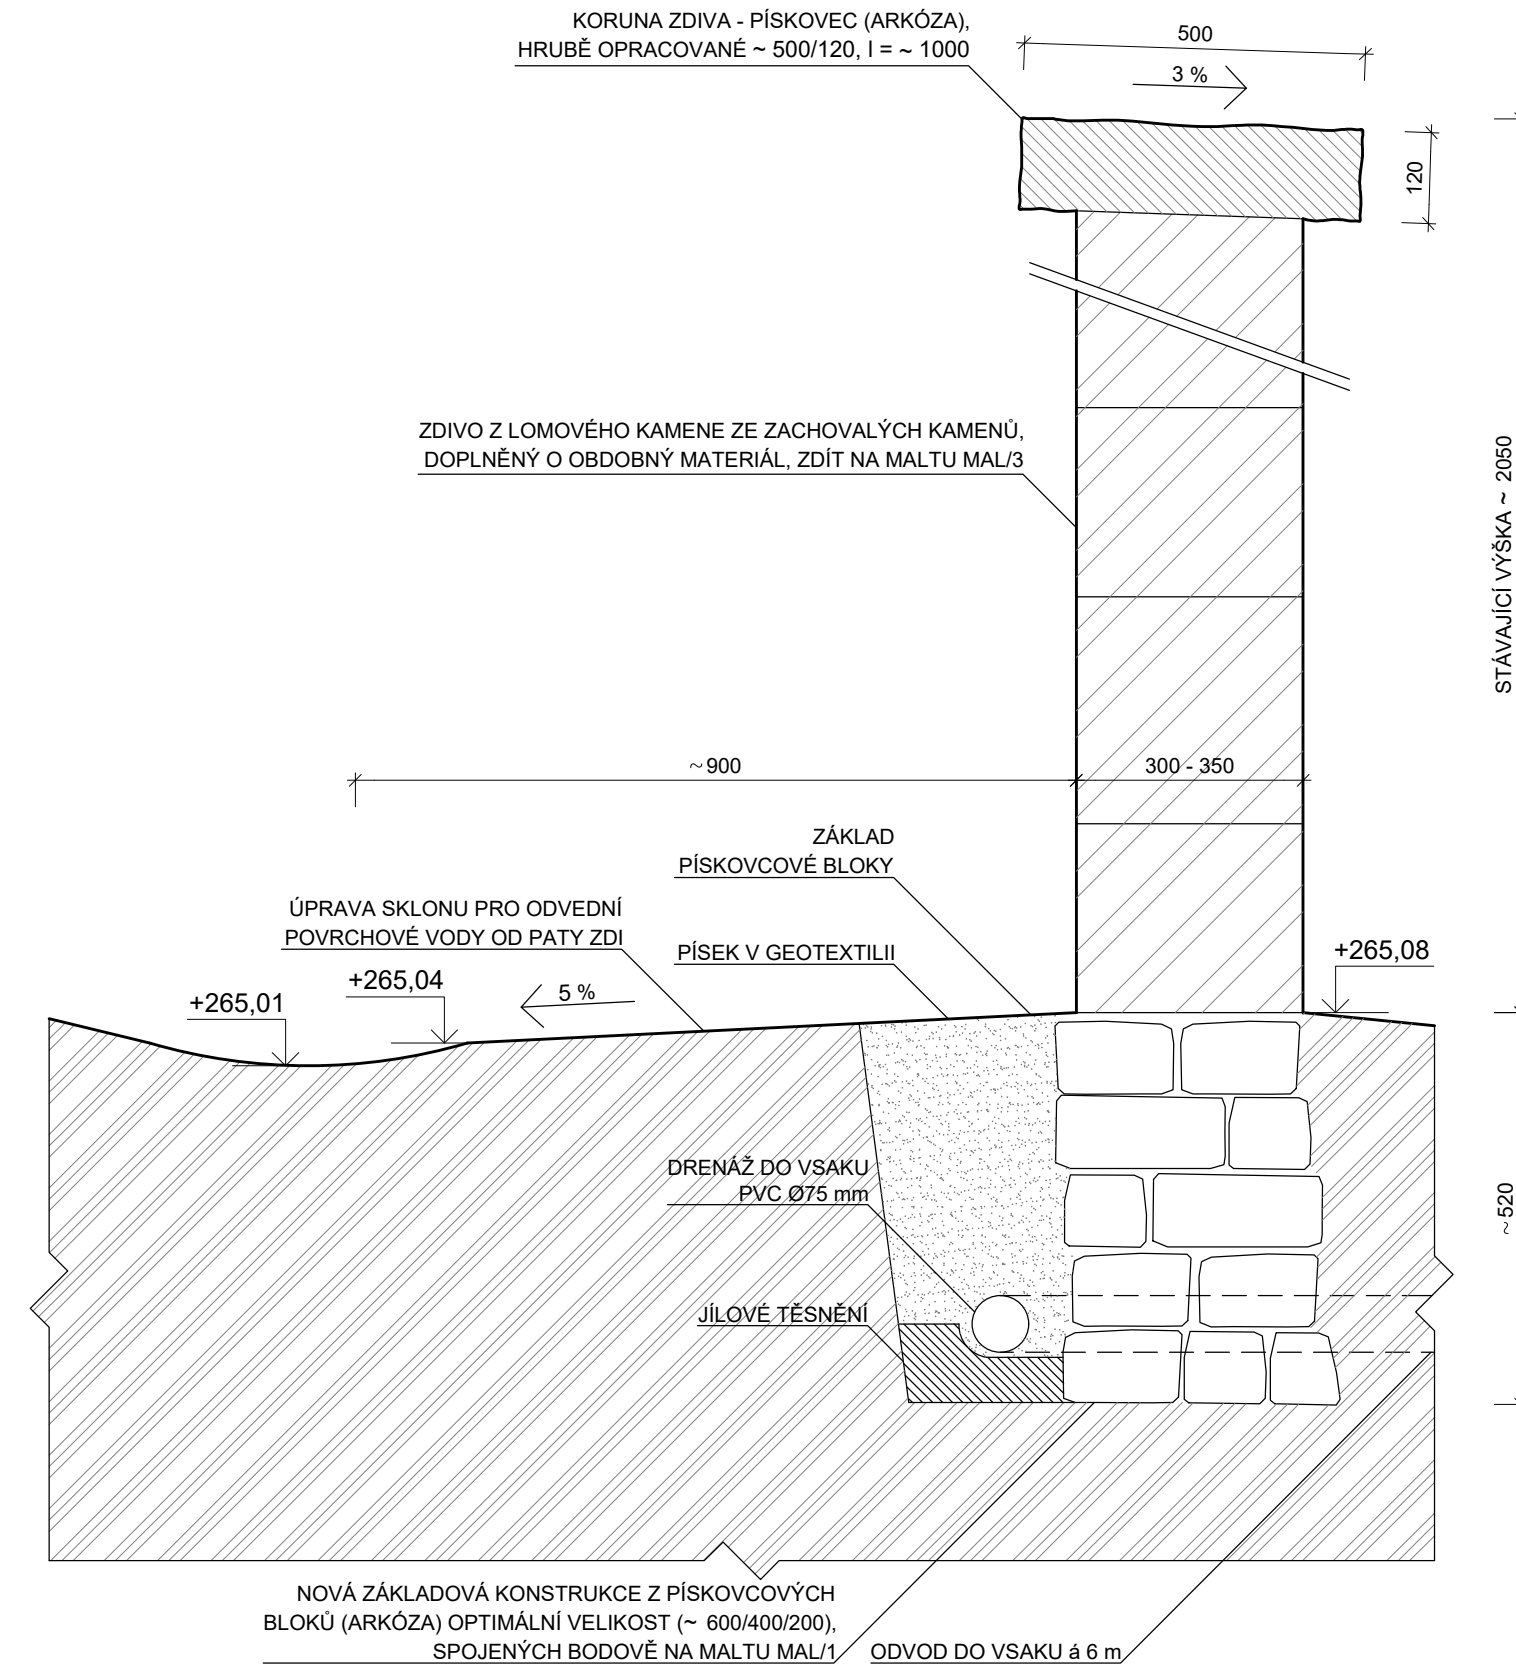 KORUNA ZDIVA - PÍSKOVEC (ARKÓZA),
HRUBĚ OPRACOVANÉ ~ 500/120, l = ~ 1000
500
3 %
120
ZDIVO Z LOMOVÉHO KAMENE ZE ZACHOVALÝCH KAMENŮ,
DOPLNĚNÝ O OBDOBNÝ MATERIÁL, ZDÍT NA MALTU MAL/3
STÁVAJÍCÍ VÝŠKA ~ 2050
~ 900
300 - 350
ZÁKLAD
PÍSKOVCOVÉ BLOKY
ÚPRAVA SKLONU PRO ODVEDNÍ
POVRCHOVÉ VODY OD PATY ZDI
PÍSEK V GEOTEXTILII
+265,08
+265,04
+265,01
5 %
DRENÁŽ DO VSAKU
PVC Ø75 mm
~ 520
JÍLOVÉ TĚSNĚNÍ
NOVÁ ZÁKLADOVÁ KONSTRUKCE Z PÍSKOVCOVÝCH
BLOKŮ (ARKÓZA) OPTIMÁLNÍ VELIKOST (~ 600/400/200),
SPOJENÝCH BODOVĚ NA MALTU MAL/1
ODVOD DO VSAKU á 6 m